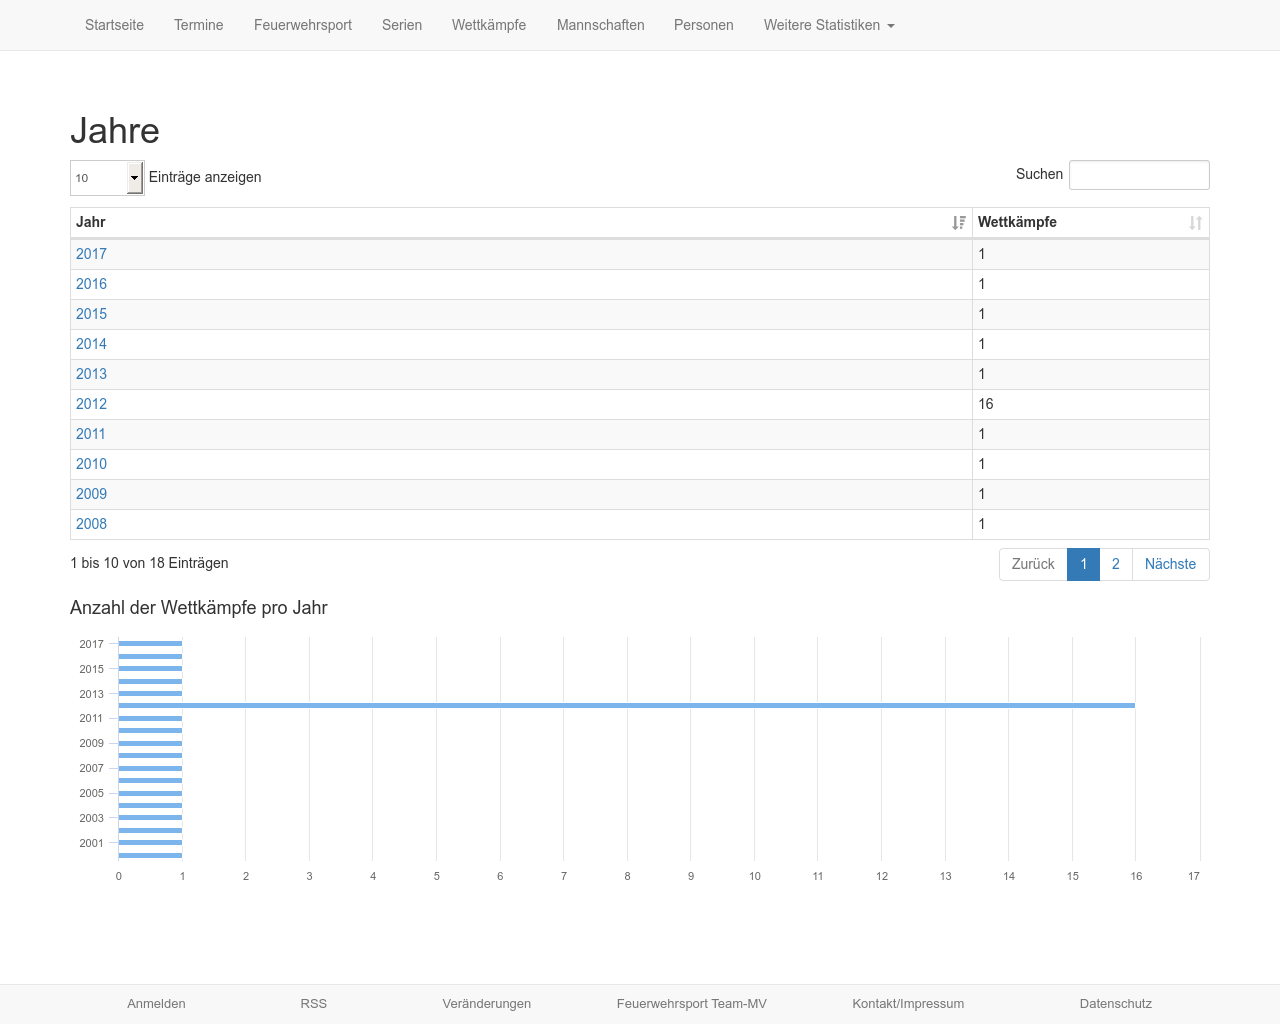 Startseite Termine Feuerwehrsport Serien Wettkämpfe Mannschaften Personen Weitere Statistiken
Jahre
10 Einträge anzeigen Suchen
Jahr Wettkämpfe
2017 1
2016 1
2015 1
2014 1
2013 1
2012 16
2011 1
2010 1
2009 1
2008 1
1 bis 10 von 18 Einträgen Zurück 1 2 Nächste
Anzahl der Wettkämpfe pro Jahr
2017
2015
2013
2011
2009
2007
2005
2003
2001
0 1 2 3 4 5 6 7 8 9 10 11 12 13 14 15 16 17
Anmelden RSS Veränderungen Feuerwehrsport Team-MV Kontakt/Impressum Datenschutz